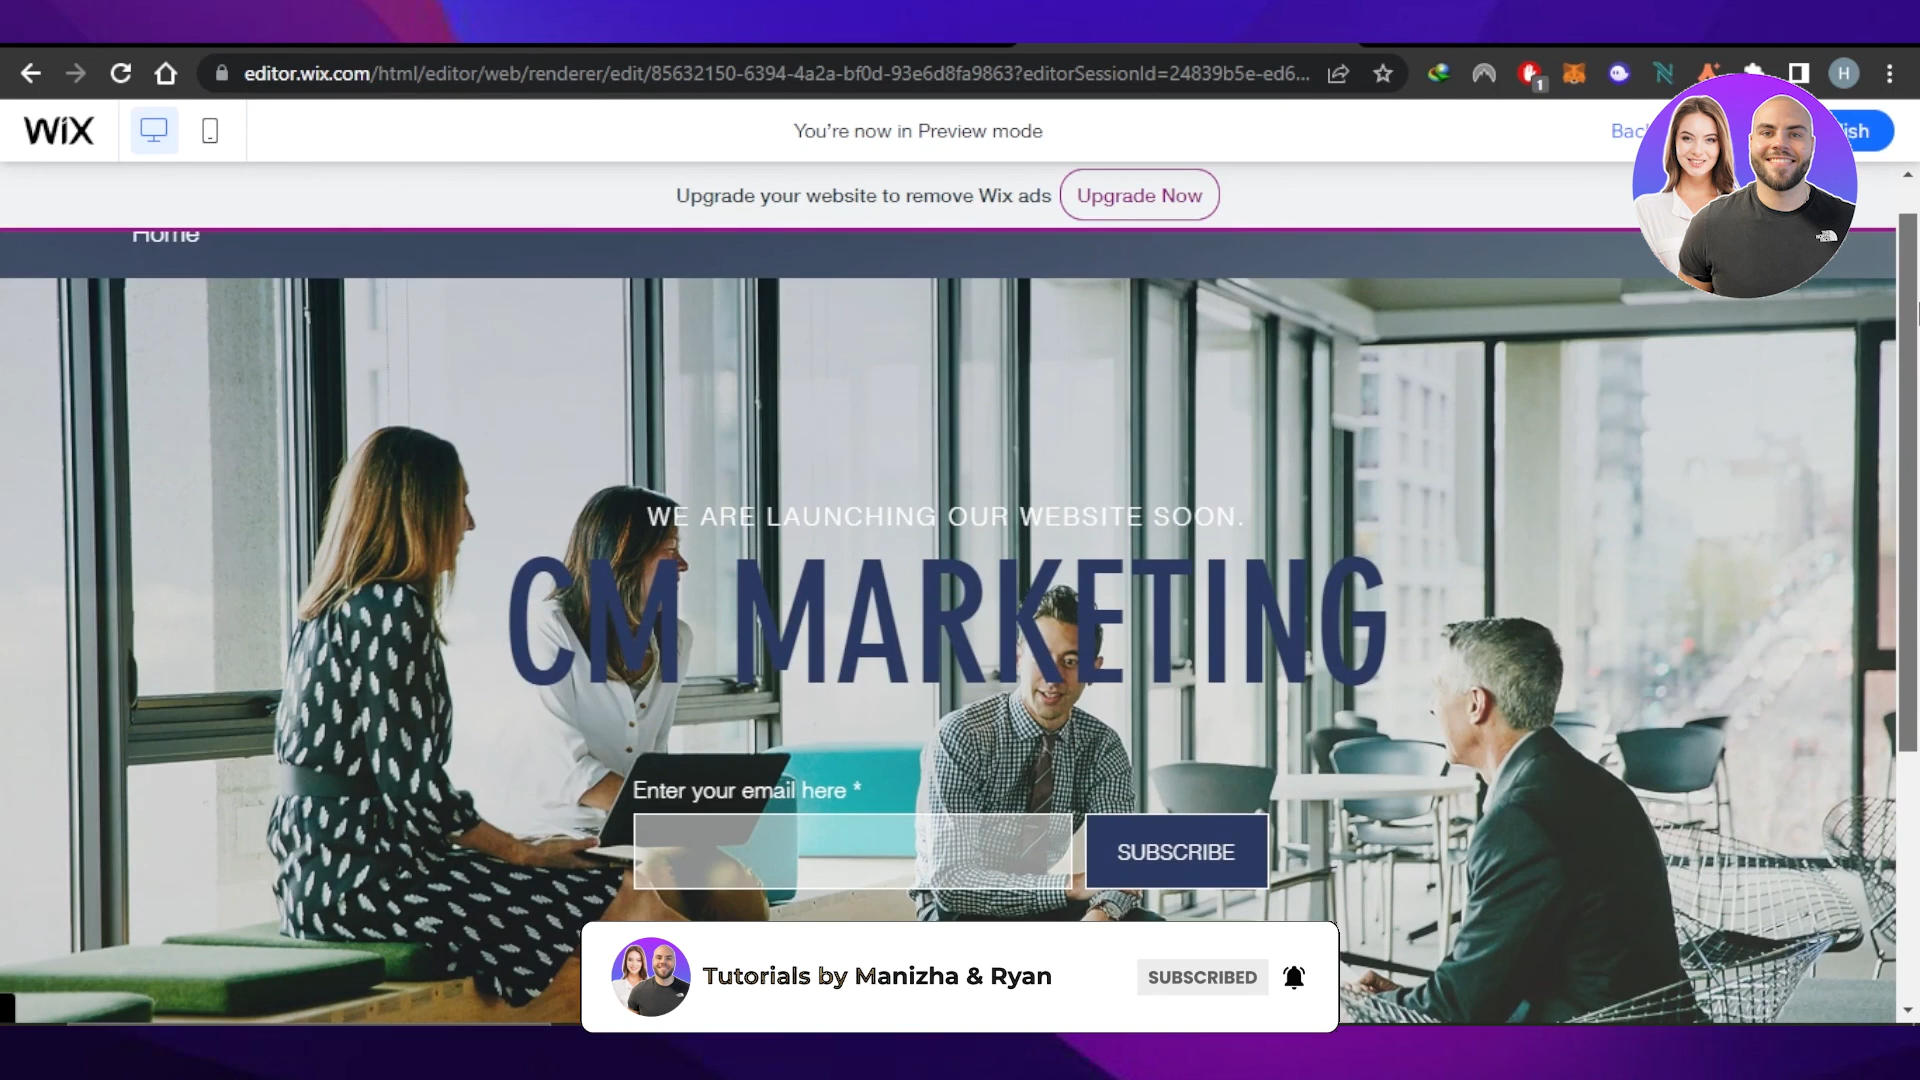 editor.wix.com/html/editor/web/renderer/edit/85632150-6394-4a2a-bf0d-93e6d8fa9863?editorSessionId=24839b5e-ed6...
1
H
WiX
You're now in Preview mode
Upgrade your website to remove Wix ads
Upgrade Now
Home
WE ARE LAUNCHING OUR WEBSITE SOON.
CM MARKETING
Enter your email here *
SUBSCRIBE
Tutorials by Manizha & Ryan
SUBSCRIBED